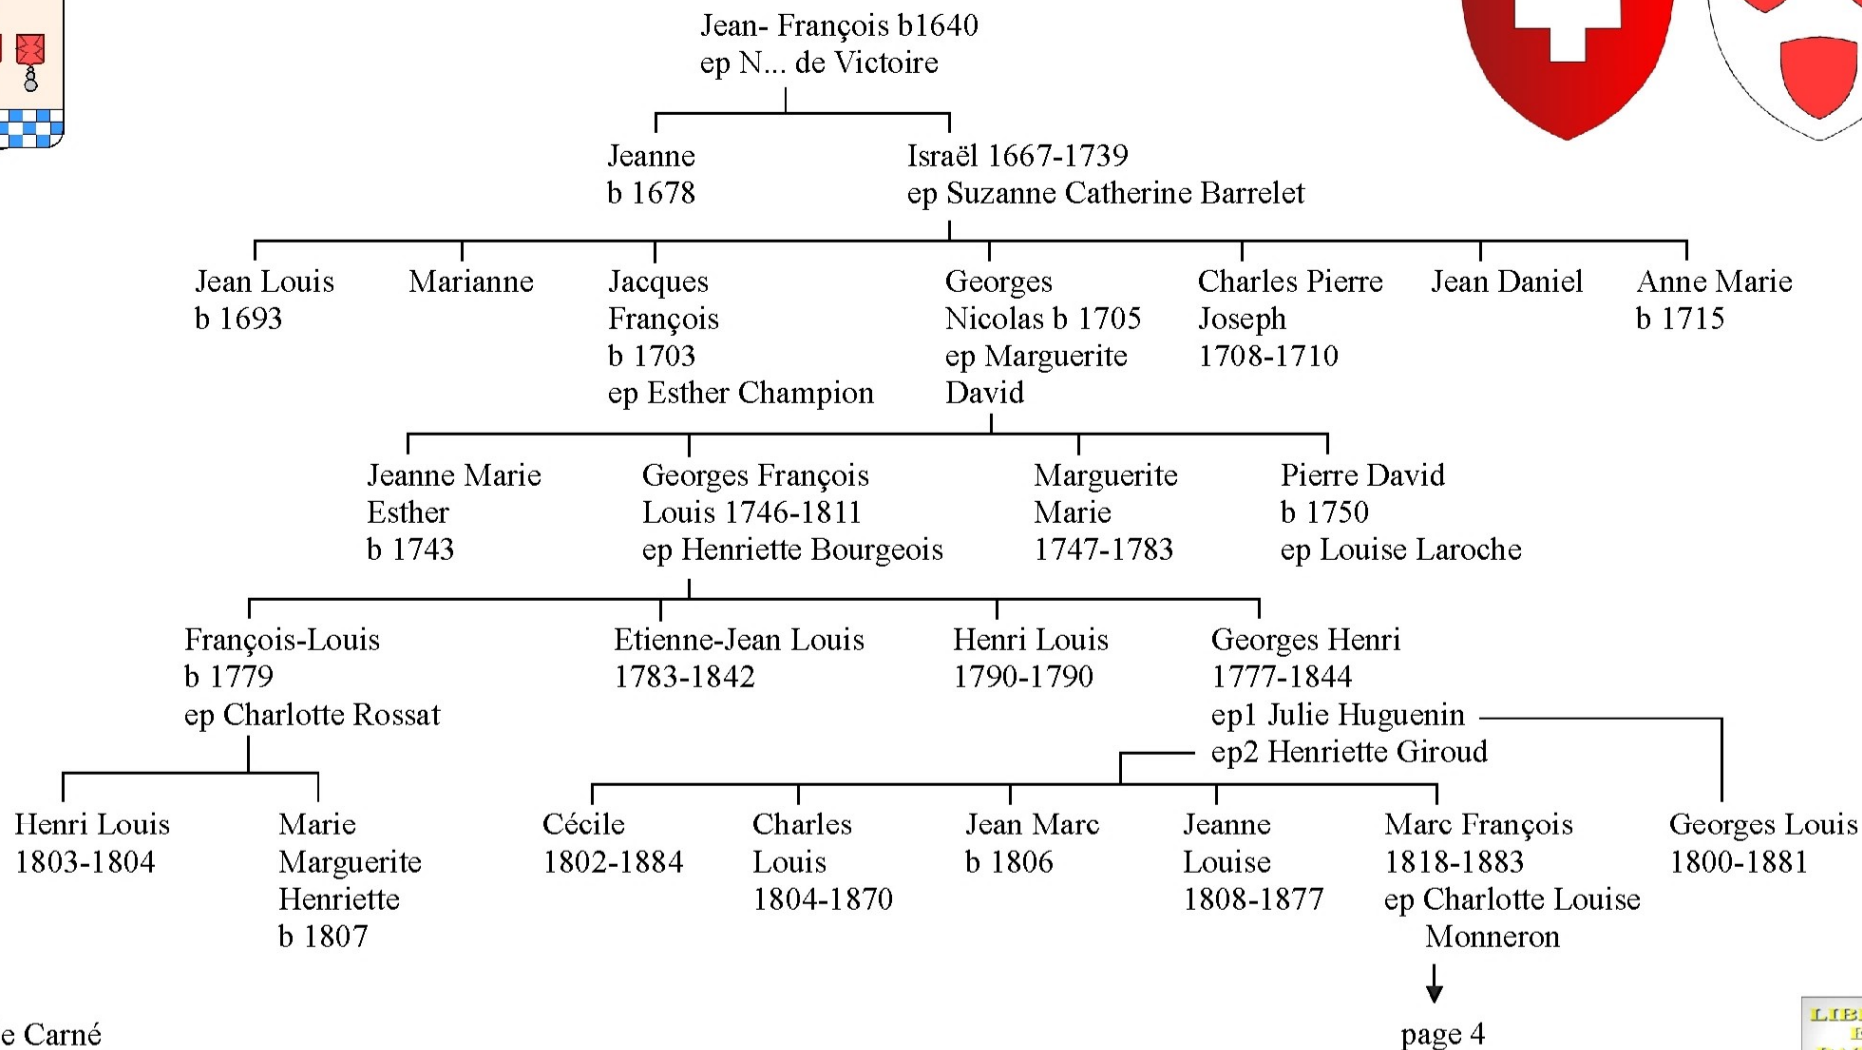 Jean- François b1640
ep N... de Victoire
Jeanne
b 1678
Israël 1667-1739
ep Suzanne Catherine Barrelet
Jean Louis
b 1693
Marianne
Jacques
François
b 1703
ep Esther Champion
Georges
Nicolas b 1705
ep Marguerite
David
Charles Pierre
Joseph
1708-1710
Jean Daniel
Anne Marie
b 1715
Jeanne Marie
Esther
b 1743
Georges François
Louis 1746-1811
ep Henriette Bourgeois
Marguerite
Marie
1747-1783
Pierre David
b 1750
ep Louise Laroche
François-Louis
b 1779
ep Charlotte Rossat
Etienne-Jean Louis
1783-1842
Henri Louis
1790-1790
Georges Henri
1777-1844
ep1 Julie Huguenin
ep2 Henriette Giroud
Henri Louis
1803-1804
Marie
Marguerite
Henriette
b 1807
Cécile
1802-1884
Charles
Louis
1804-1870
Jean Marc
b 1806
Jeanne
Louise
1808-1877
Marc François
1818-1883
ep Charlotte Louise
Monneron
Georges Louis
1800-1881
page 4
e Carné